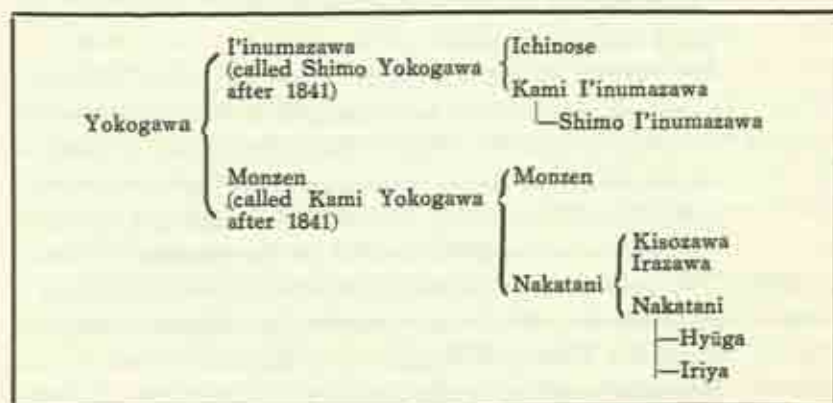 I'inumazawa
(called Shimo Yokogawa
after 1841)
Ichinose
Kami I'inumazawa
Shimo I'inumazawa
Yokogawa
Monzen
(called Kami Yokogawa
after 1841)
Monzen
Nakatani
Kisozawa
Irazawa
Nakatani
Hyūga
Iriya